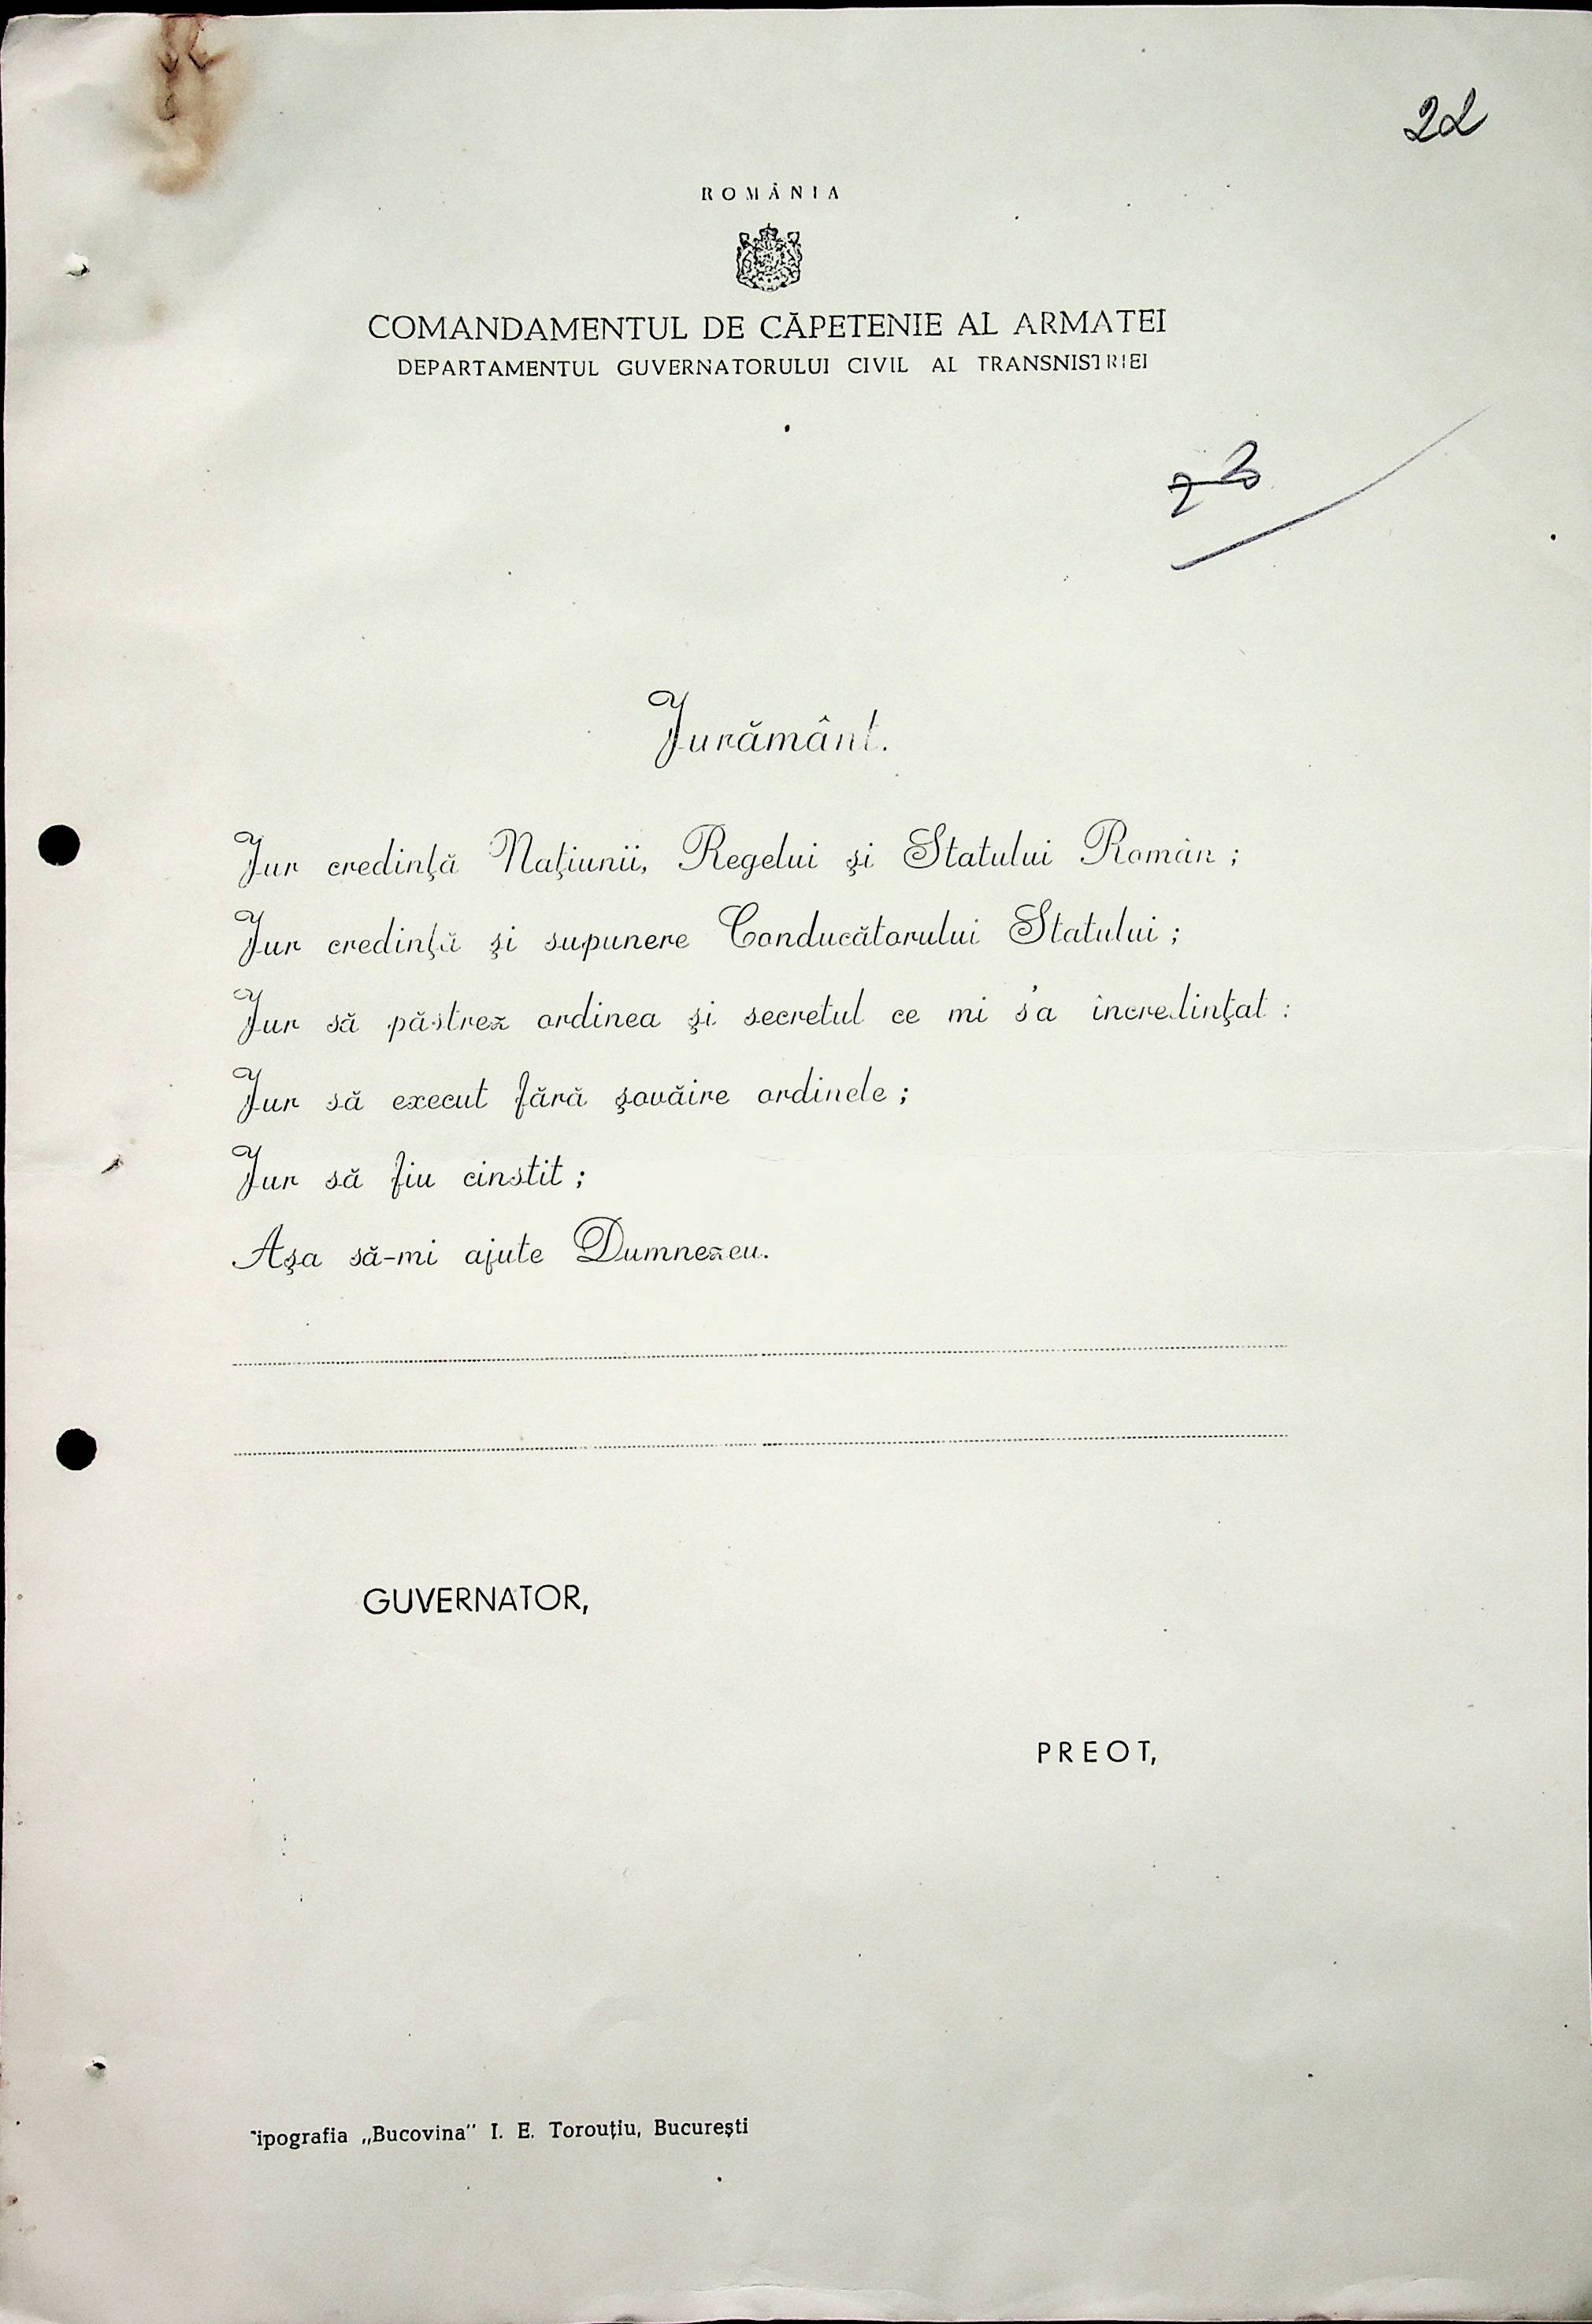 22
ROMÂNIA
COMANDAMENTUL DE CĂPETENIE AL ARMATEI
DEPARTAMENTUL GUVERNATORULUI CIVIL AL TRANSNISTRIEI
23
Jurământ.
Jur credinţă Naţiunii, Regelui şi Statului Român ;
Jur credinţă şi supunere Conducătorului Statului ;
Jur să păstrez ordinea şi secretul ce mi s'a încredinţat :
Jur să execut fără şovăire ordinele ;
Jur să fiu cinstit ;
Aşa să-mi ajute Dumnezeu.
GUVERNATOR,
PREOT,
ipografia „Bucovina" I. E. Torouţiu, Bucureşti